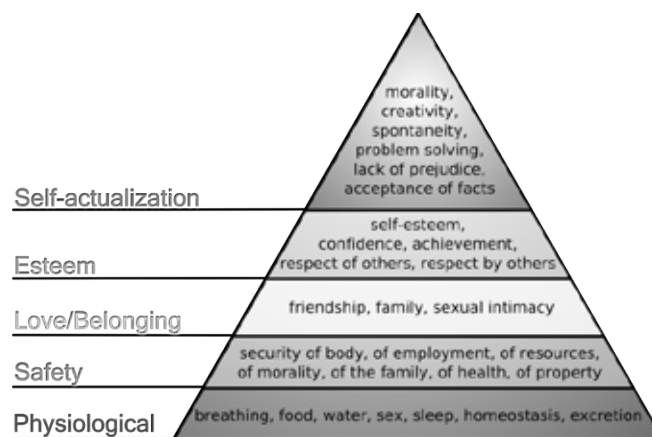 morality,
creativity,
spontaneity,
problem solving,
lack of prejudice,
acceptance of facts
Self-actualization
self-esteem,
confidence, achievement,
respect of others, respect by others
Esteem
friendship, family, sexual intimacy
Love/Belonging
security of body, of employment, of resources,
of morality, of the family, of health, of property
Safety
breathing, food, water, sex, sleep, homeostasis, excretion
Physiological